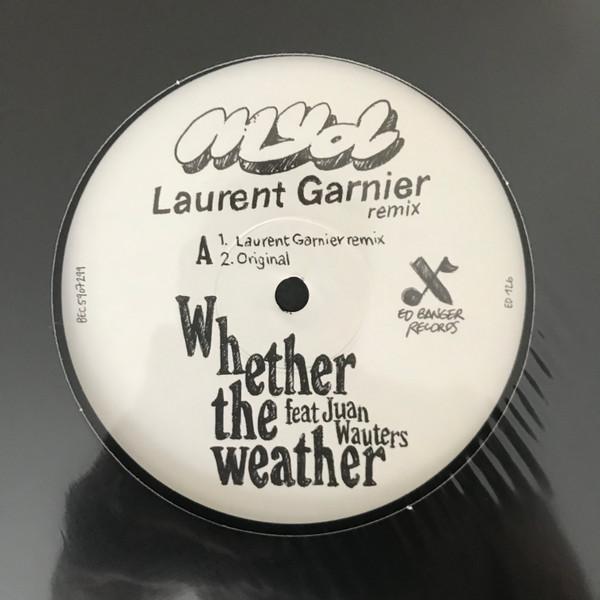 Myd
Laurent Garnier
remix
A 1. Laurent Garnier remix
2. Original
BEC5907299
ED BANGER
RECORDS
ED 126
Whether
the feat Juan
Wauters
weather